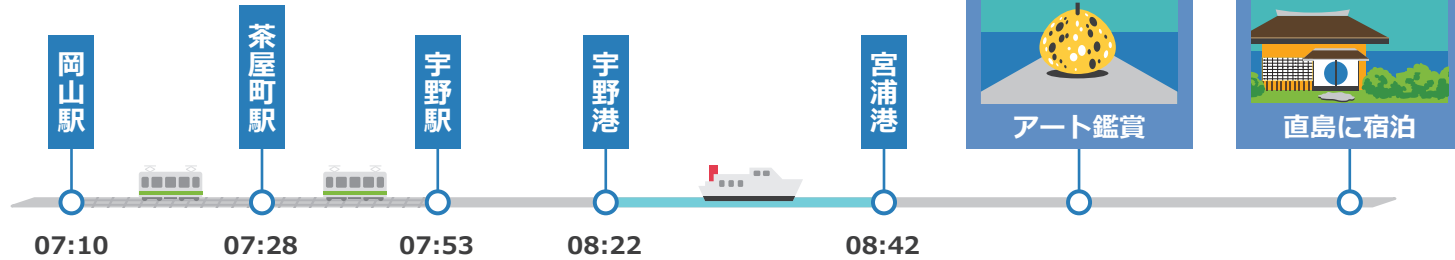 岡山駅
茶屋町駅
宇野駅
宇野港
宮浦港
アート鑑賞
直島に宿泊
07:10
07:28
07:53
08:22
08:42